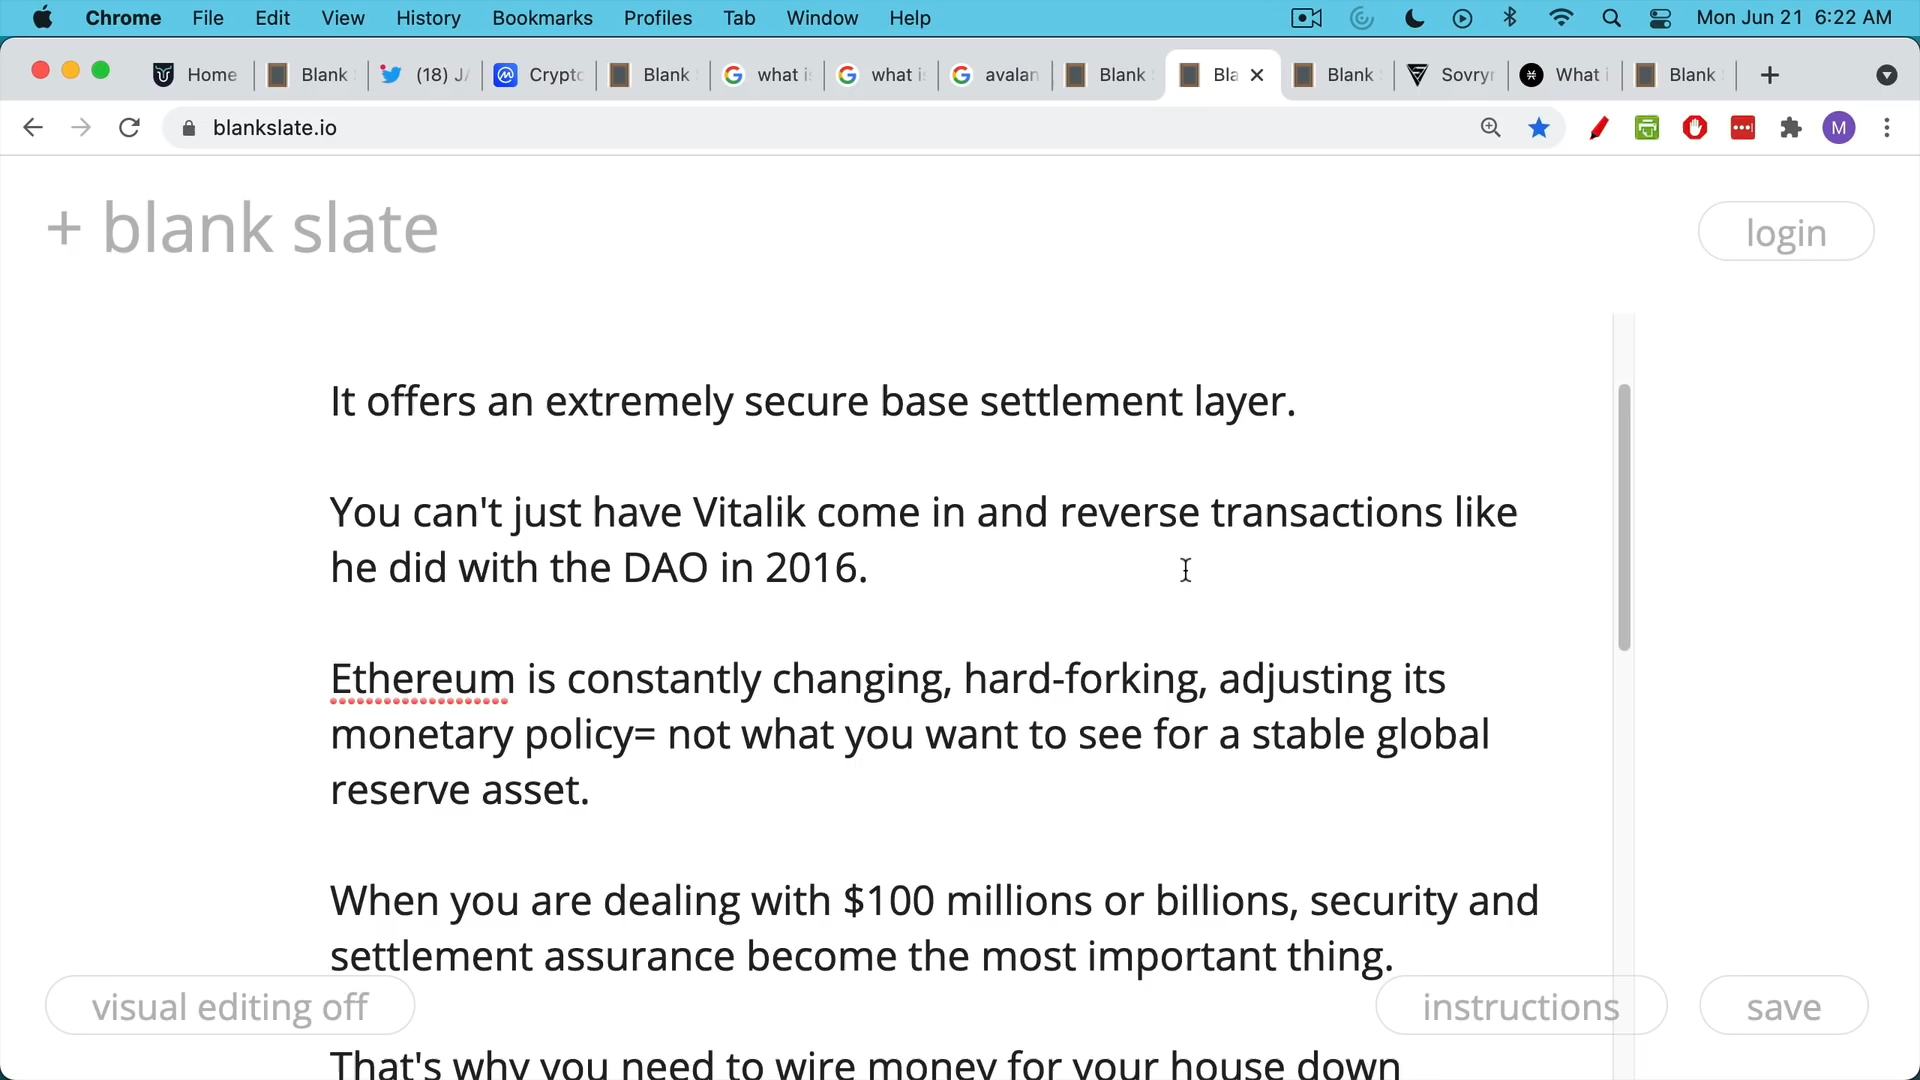 Chrome File Edit View History Bookmarks Profiles Tab Window Help Mon Jun 21 6:22 AM
Home Blank (18) J Crypto Blank what is what is avalan Blank Bla Blank Sovryn What i Blank
blankslate.io M
+ blank slate login
It offers an extremely secure base settlement layer.
You can't just have Vitalik come in and reverse transactions like
he did with the DAO in 2016.
Ethereum is constantly changing, hard-forking, adjusting its
monetary policy= not what you want to see for a stable global
reserve asset.
When you are dealing with $100 millions or billions, security and
settlement assurance become the most important thing.
visual editing off instructions save
That's why you need to wire money for your house down